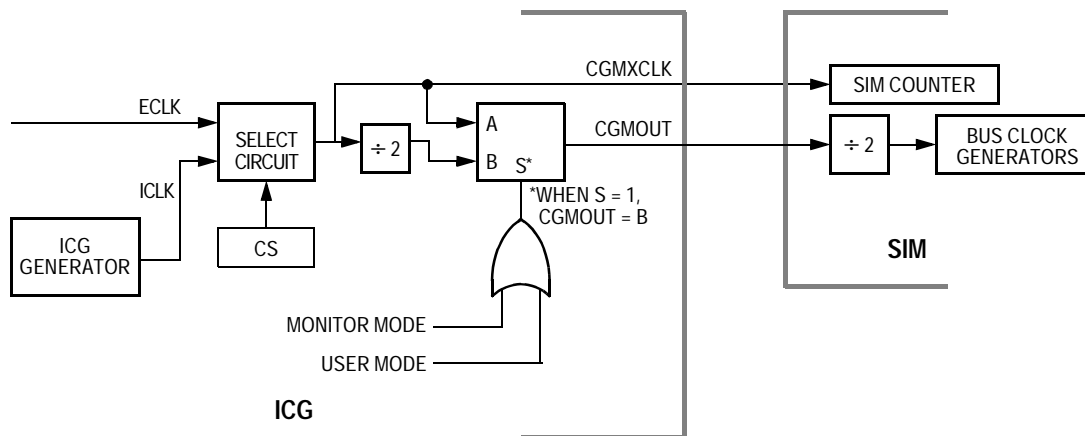 CGMXCLK
SIM COUNTER
ECLK
SELECT
CIRCUIT
÷ 2
A
B
S*
CGMOUT
÷ 2
BUS CLOCK
GENERATORS
ICLK
*WHEN S = 1,
CGMOUT = B
ICG
GENERATOR
CS
SIM
MONITOR MODE
USER MODE
ICG